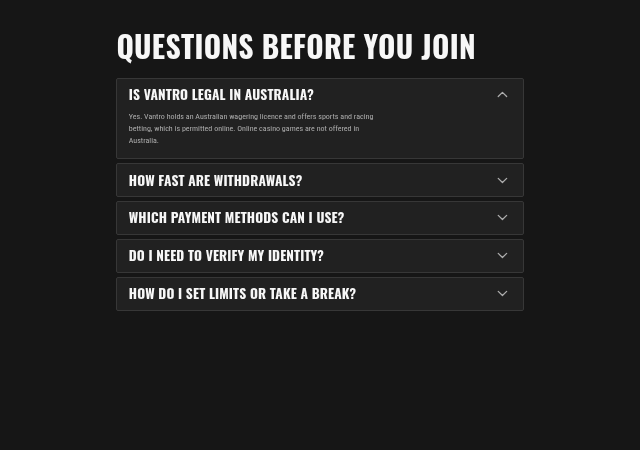 QUESTIONS BEFORE YOU JOIN
IS VANTRO LEGAL IN AUSTRALIA?
Yes. Vantro holds an Australian wagering licence and offers sports and racing
betting, which is permitted online. Online casino games are not offered in
Australia.
HOW FAST ARE WITHDRAWALS?
WHICH PAYMENT METHODS CAN I USE?
DO I NEED TO VERIFY MY IDENTITY?
HOW DO I SET LIMITS OR TAKE A BREAK?